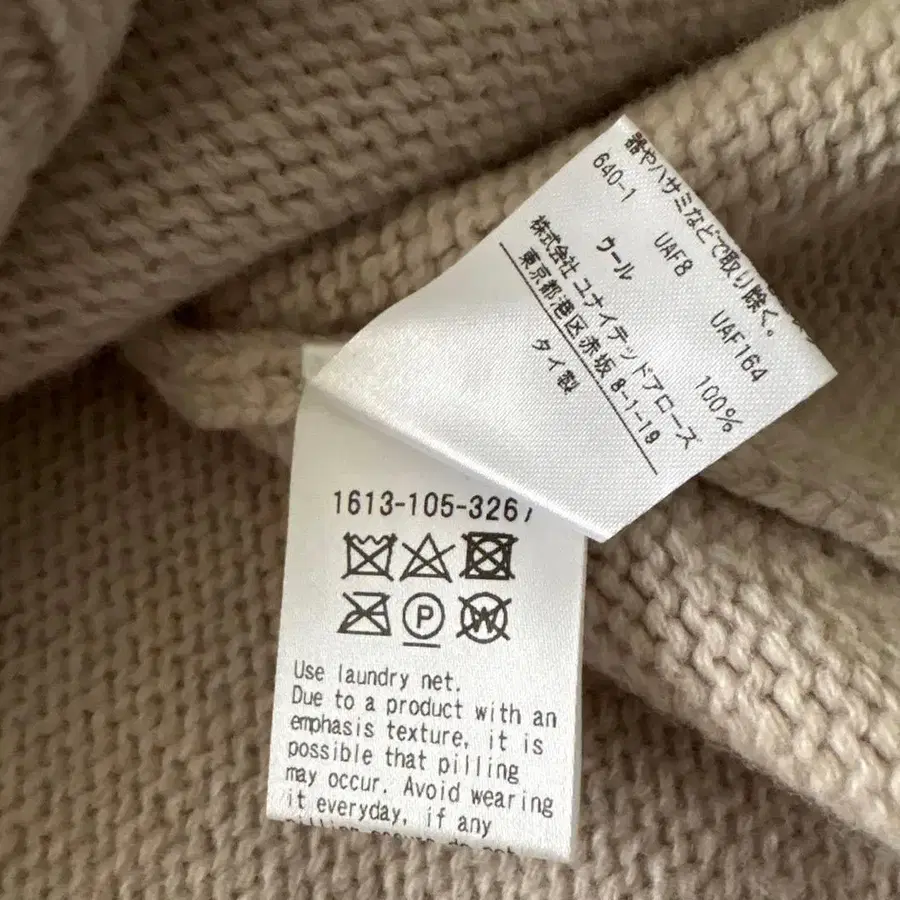 器やハサミなどで取り除く。
640-1 UAF8 UAF164
ウール 100%
株式会社 ユナイテッドアローズ
東京都港区赤坂 8-1-19
タイ製
1613-105-3267
P W
Use laundry net.
Due to a product with an
emphasis texture, it is
possible that pilling
may occur. Avoid wearing
it everyday, if any